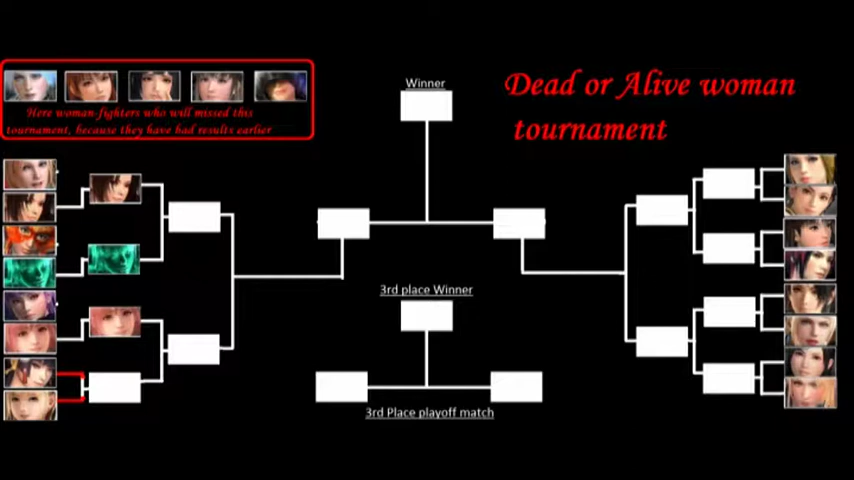 Winner
Dead or Alive woman
tournament
Here woman-fighters who will missed this
tournament, because they have bad results earlier
3rd place Winner
3rd Place playoff match